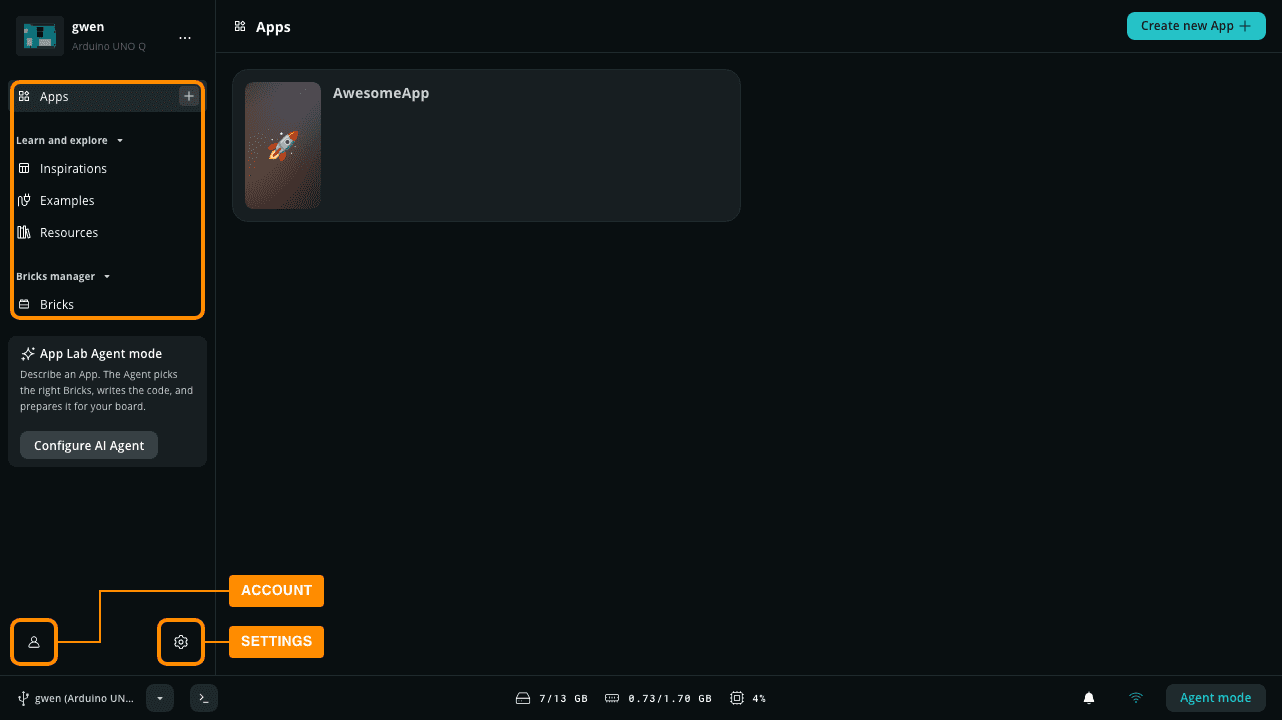 gwen
Arduino UNO Q
...
Apps
Create new App +
Apps
+
Learn and explore
Inspirations
Examples
Resources
Bricks manager
Bricks
AwesomeApp
App Lab Agent mode
Describe an App. The Agent picks
the right Bricks, writes the code, and
prepares it for your board.
Configure AI Agent
ACCOUNT
SETTINGS
gwen (Arduino UN...
7/13 GB
0.73/1.70 GB
4%
Agent mode